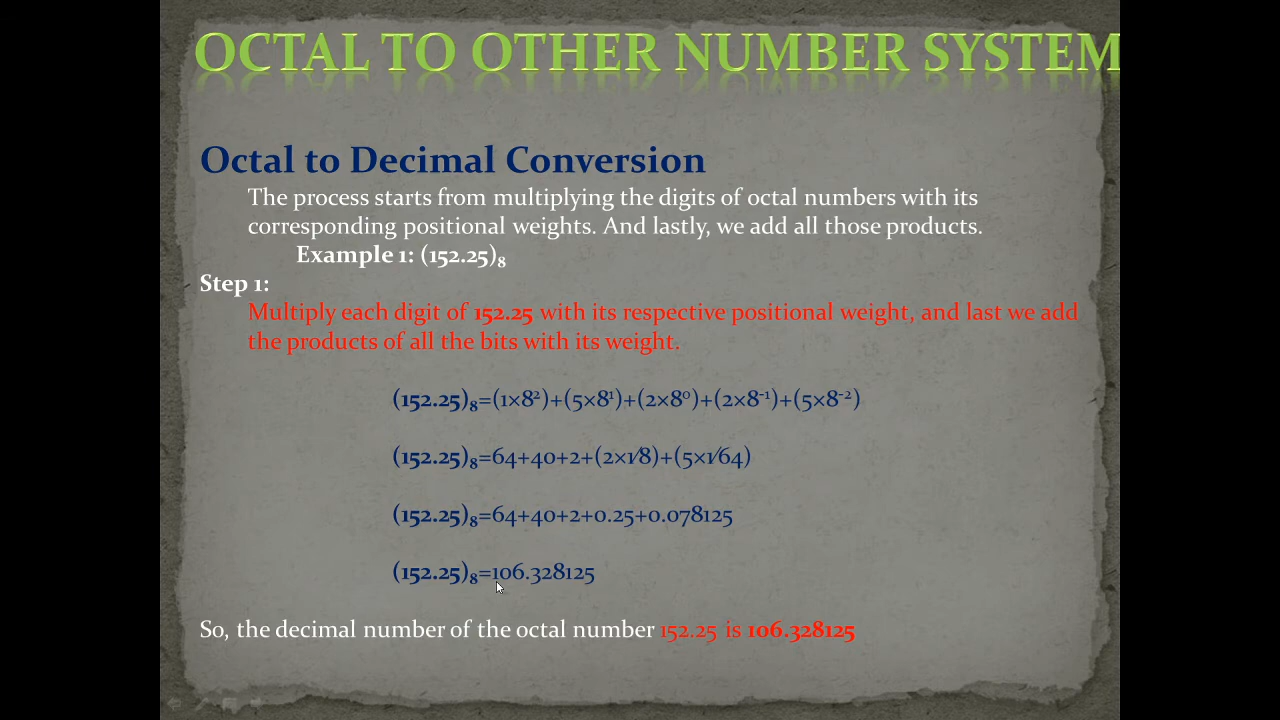 OCTAL TO OTHER NUMBER SYSTEM
Octal to Decimal Conversion
The process starts from multiplying the digits of octal numbers with its
corresponding positional weights. And lastly, we add all those products.
Example 1: (152.25)₈
Step 1:
Multiply each digit of 152.25 with its respective positional weight, and last we add
the products of all the bits with its weight.
(152.25)₈=(1×8²)+(5×8¹)+(2×8⁰)+(2×8⁻¹)+(5×8⁻²)
(152.25)₈=64+40+2+(2×1⁄8)+(5×1⁄64)
(152.25)₈=64+40+2+0.25+0.078125
(152.25)₈=106.328125
So, the decimal number of the octal number 152.25 is 106.328125